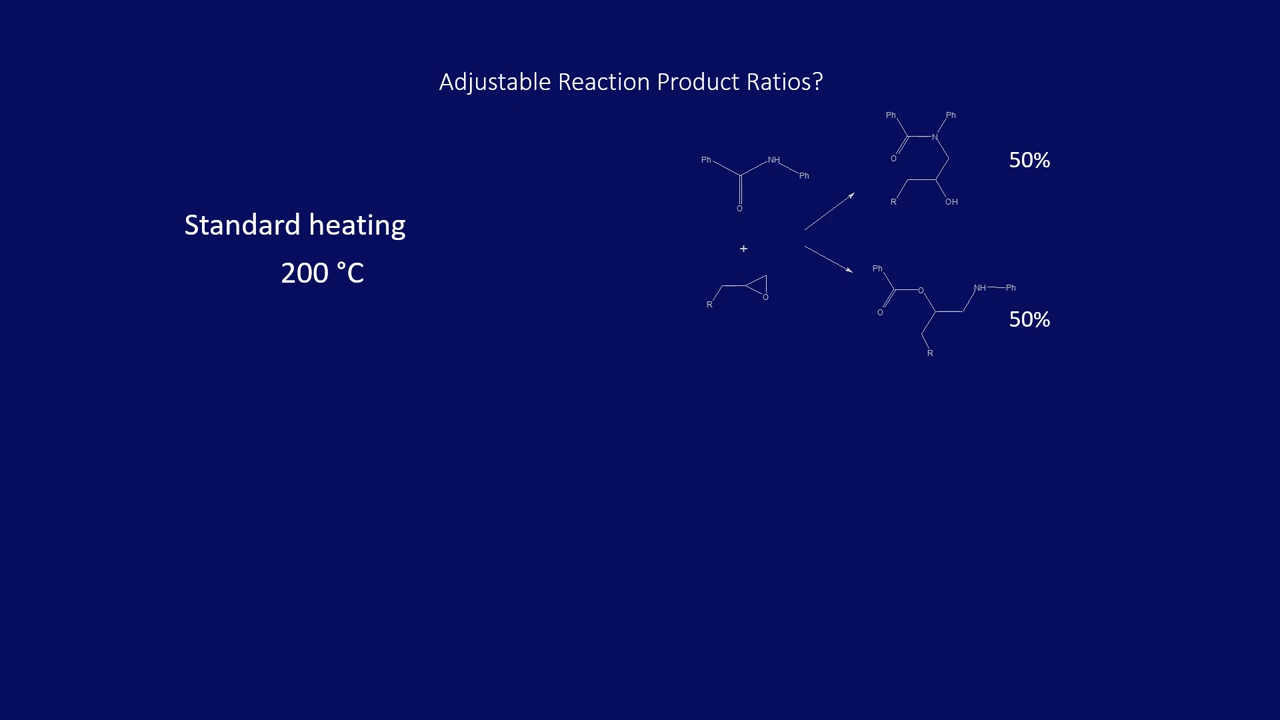 Adjustable Reaction Product Ratios?
Standard heating
200 °C
Ph
NH
Ph
O
+
R
O
Ph
Ph
N
O
R
OH
50%
Ph
O
O
NH
Ph
R
50%